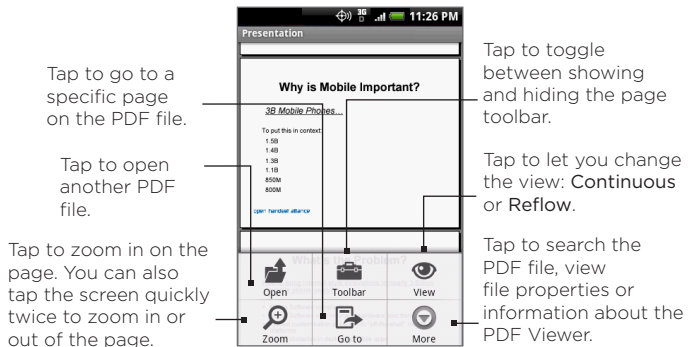 3G
D
11:26 PM
Presentation
Why is Mobile Important?
3B Mobile Phones...
To put this in context:
1.5B
1.4B
1.3B
1.1B
850M
800M
open handset alliance
What's the Problem?
Open
Toolbar
View
Zoom
Go to
More
Tap to go to a
specific page
on the PDF file.
Tap to open
another PDF
file.
Tap to zoom in on the
page. You can also
tap the screen quickly
twice to zoom in or
out of the page.
Tap to toggle
between showing
and hiding the page
toolbar.
Tap to let you change
the view: Continuous
or Reflow.
Tap to search the
PDF file, view
file properties or
information about the
PDF Viewer.